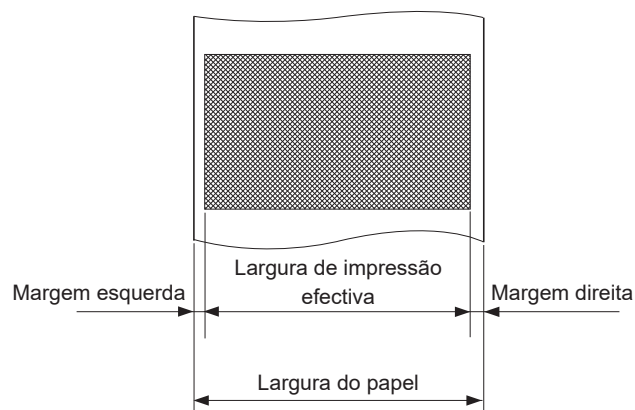 Largura de impressão
efectiva
Margem esquerda
Margem direita
Largura do papel